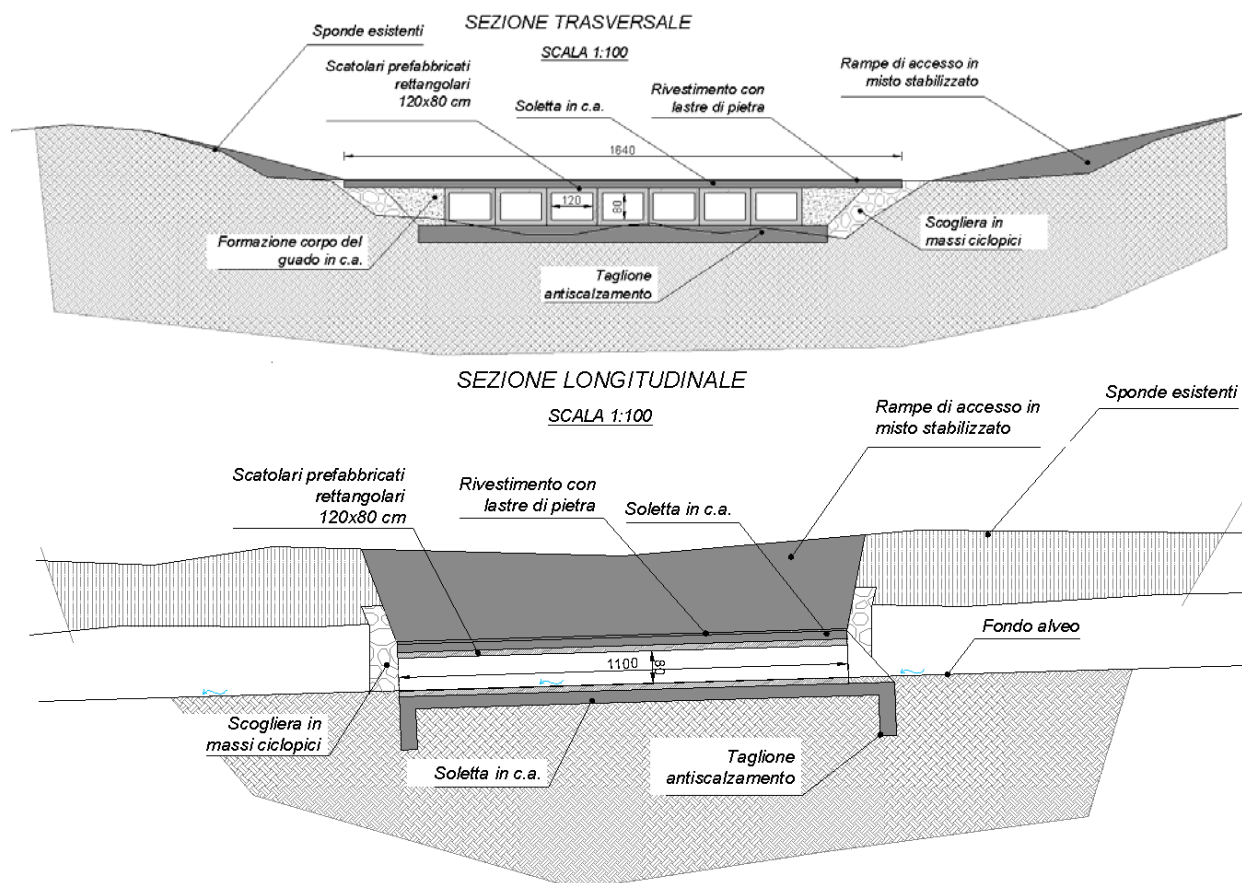 SEZIONE TRASVERSALE
SCALA 1:100
Sponde esistenti
Scatolari prefabbricati
rettangolari
120x80 cm
Soletta in c.a.
Rivestimento con
lastre di pietra
Rampe di accesso in
misto stabilizzato
1640
120
80
Formazione corpo del
guado in c.a.
Taglione
antiscalzamento
Scogliera in
massi ciclopici
SEZIONE LONGITUDINALE
SCALA 1:100
Rampe di accesso in
misto stabilizzato
Sponde esistenti
Scatolari prefabbricati
rettangolari
120x80 cm
Rivestimento con
lastre di pietra
Soletta in c.a.
Fondo alveo
1100
80
Scogliera in
massi ciclopici
Soletta in c.a.
Taglione
antiscalzamento